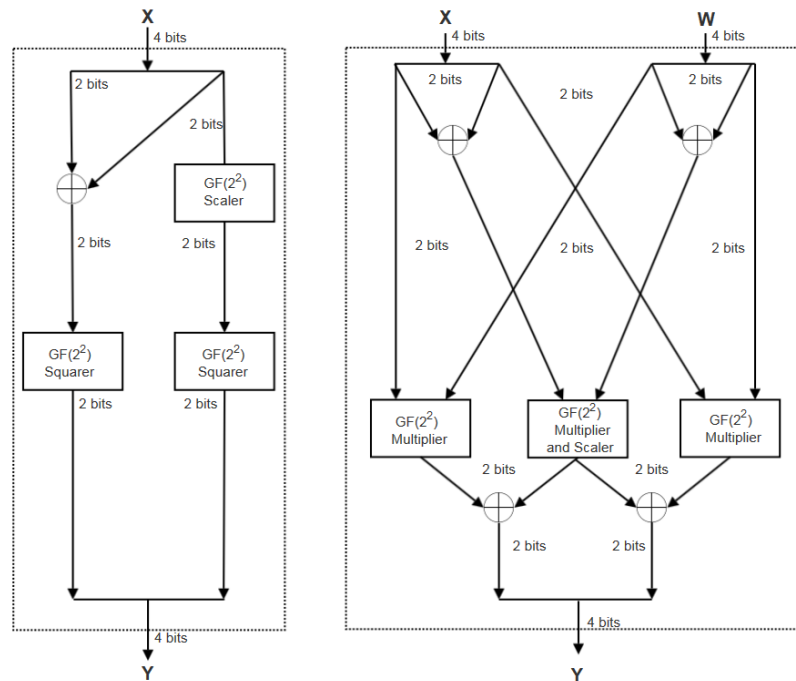 X
4 bits
2 bits
2 bits
GF(2²)
Scaler
2 bits
2 bits
GF(2²)
Squarer
GF(2²)
Squarer
2 bits
2 bits
4 bits
Y
X
W
4 bits
4 bits
2 bits
2 bits
2 bits
2 bits
2 bits
2 bits
GF(2²)
Multiplier
GF(2²)
Multiplier
and Scaler
GF(2²)
Multiplier
2 bits
2 bits
2 bits
2 bits
4 bits
Y